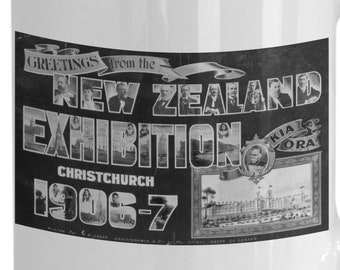 GREETINGS from the
NEW ZEALAND
EXHIBITION
KIA
ORA
CHRISTCHURCH
1906-7